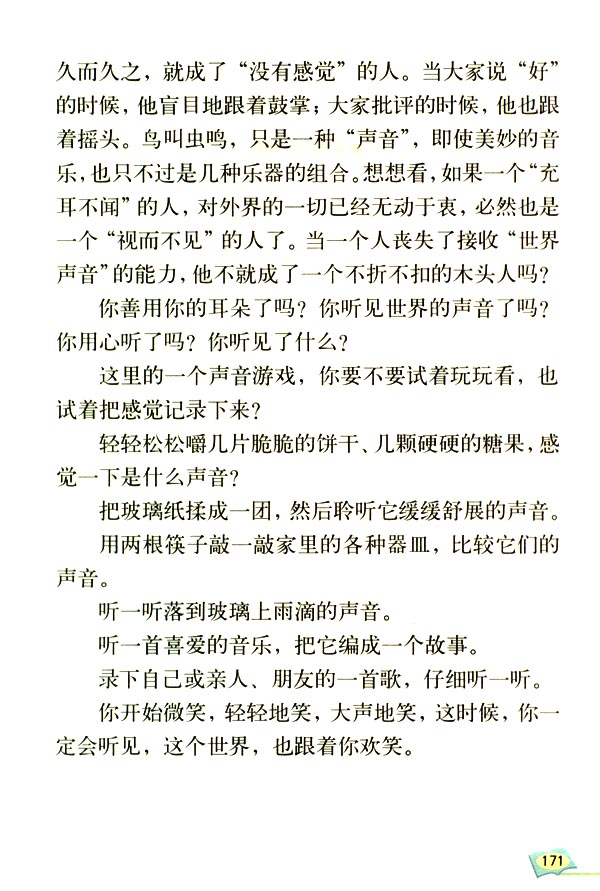 久而久之，就成了“没有感觉”的人。当大家说“好”
的时候，他盲目地跟着鼓掌；大家批评的时候，他也跟
着摇头。鸟叫虫鸣，只是一种“声音”，即使美妙的音
乐，也只不过是几种乐器的组合。想想看，如果一个“充
耳不闻”的人，对外界的一切已经无动于衷，必然也是
一个“视而不见”的人了。当一个人丧失了接收“世界
声音”的能力，他不就成了一个不折不扣的木头人吗？
你善用你的耳朵了吗？你听见世界的声音了吗？
你用心听了吗？你听见了什么？
这里的一个声音游戏，你要不要试着玩玩看，也
试着把感觉记录下来？
轻轻松松嚼几片脆脆的饼干、几颗硬硬的糖果，感
觉一下是什么声音？
把玻璃纸揉成一团，然后聆听它缓缓舒展的声音。
用两根筷子敲一敲家里的各种器皿，比较它们的
声音。
听一听落到玻璃上雨滴的声音。
听一首喜爱的音乐，把它编成一个故事。
录下自己或亲人、朋友的一首歌，仔细听一听。
你开始微笑，轻轻地笑，大声地笑，这时候，你一
定会听见，这个世界，也跟着你欢笑。
171